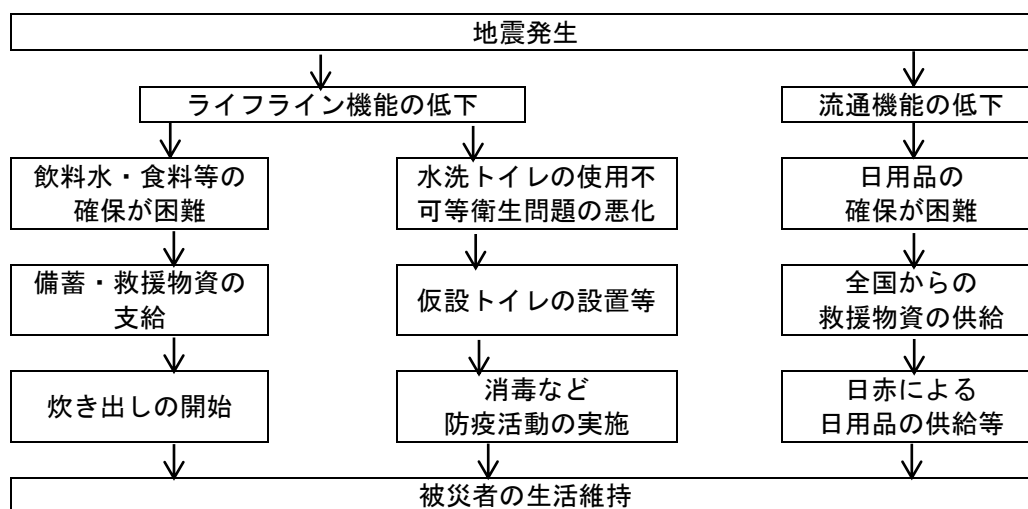 地震発生
ライフライン機能の低下
流通機能の低下
飲料水・食料等の
確保が困難
水洗トイレの使用不
可等衛生問題の悪化
日用品の
確保が困難
備蓄・救援物資の
支給
仮設トイレの設置等
全国からの
救援物資の供給
炊き出しの開始
消毒など
防疫活動の実施
日赤による
日用品の供給等
被災者の生活維持